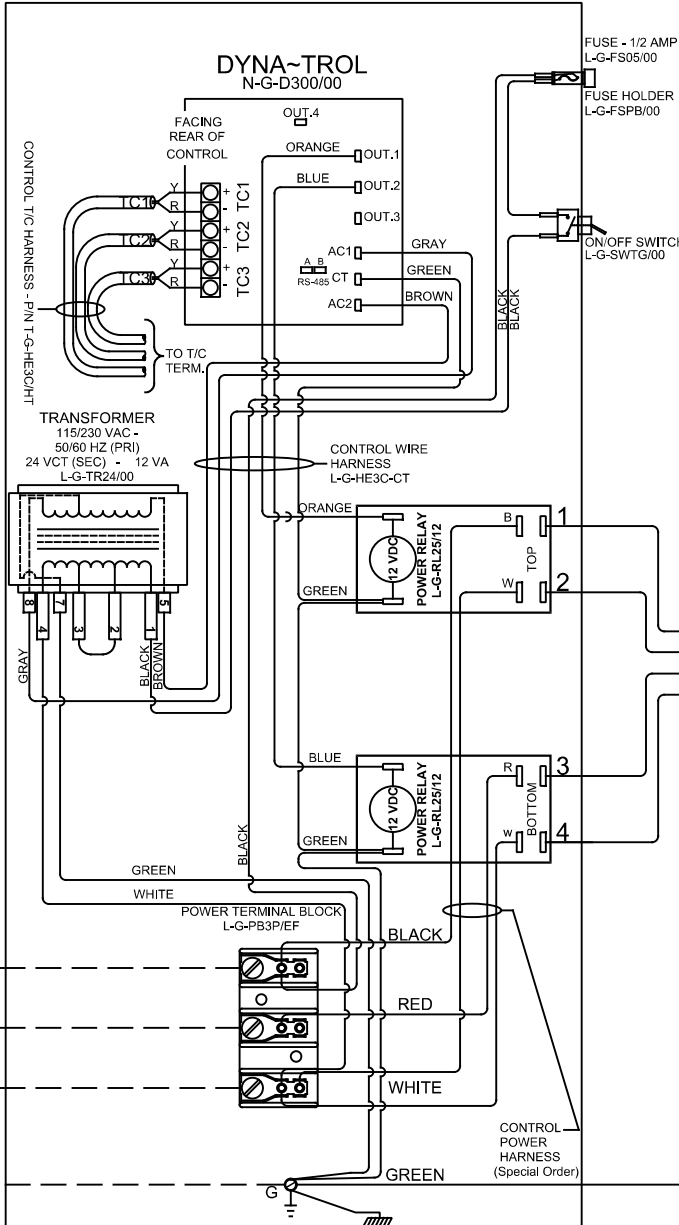 FUSE - 1/2 AMP
L-G-FS05/00
FUSE HOLDER
L-G-FSPB/00
DYNA~TROL
N-G-D300/00
FACING
REAR OF
CONTROL
OUT.4
ORANGE
OUT.1
BLUE
OUT.2
OUT.3
CONTROL T/C HARNESS - P/N T-G-HE3C/HT
TC1
Y
R
+
-
TC1
TC2
Y
R
+
-
TC2
TC3
Y
R
+
-
TC3
AC1
GRAY
A B
RS-485
CT
GREEN
AC2
BROWN
ON/OFF SWITCH
L-G-SWTG/00
BLACK
BLACK
TO T/C
TERM.
TRANSFORMER
115/230 VAC -
50/60 HZ (PRI)
24 VCT (SEC) - 12 VA
L-G-TR24/00
CONTROL WIRE
HARNESS
L-G-HE3C-CT
ORANGE
GREEN
12 VDC
POWER RELAY
L-G-RL25/12
B
W
TOP
1
2
8
4
7
3
2
1
5
GRAY
BLACK
BROWN
BLUE
GREEN
12 VDC
POWER RELAY
L-G-RL25/12
R
W
BOTTOM
3
4
BLACK
GREEN
WHITE
POWER TERMINAL BLOCK
L-G-PB3P/EF
BLACK
RED
WHITE
CONTROL
POWER
HARNESS
(Special Order)
GREEN
G